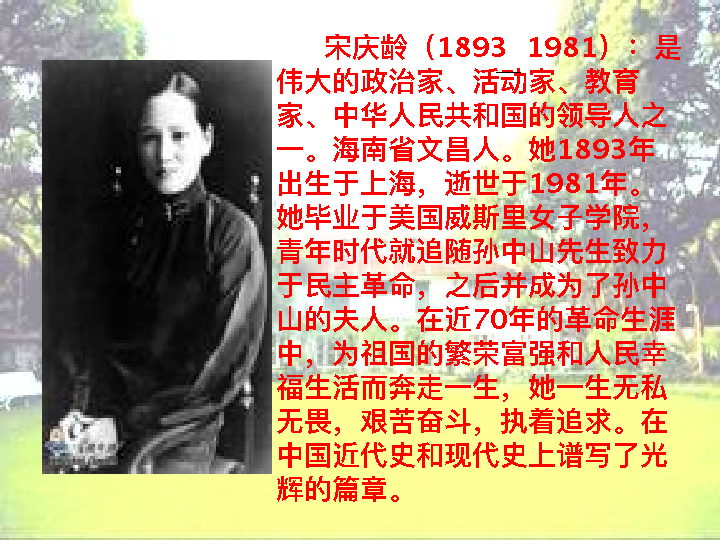 宋庆龄（1893 1981）：是
伟大的政治家、活动家、教育
家、中华人民共和国的领导人之
一。海南省文昌人。她1893年
出生于上海，逝世于1981年。
她毕业于美国威斯里女子学院，
青年时代就追随孙中山先生致力
于民主革命，之后并成为了孙中
山的夫人。在近70年的革命生涯
中，为祖国的繁荣富强和人民幸
福生活而奔走一生，她一生无私
无畏，艰苦奋斗，执着追求。在
中国近代史和现代史上谱写了光
辉的篇章。